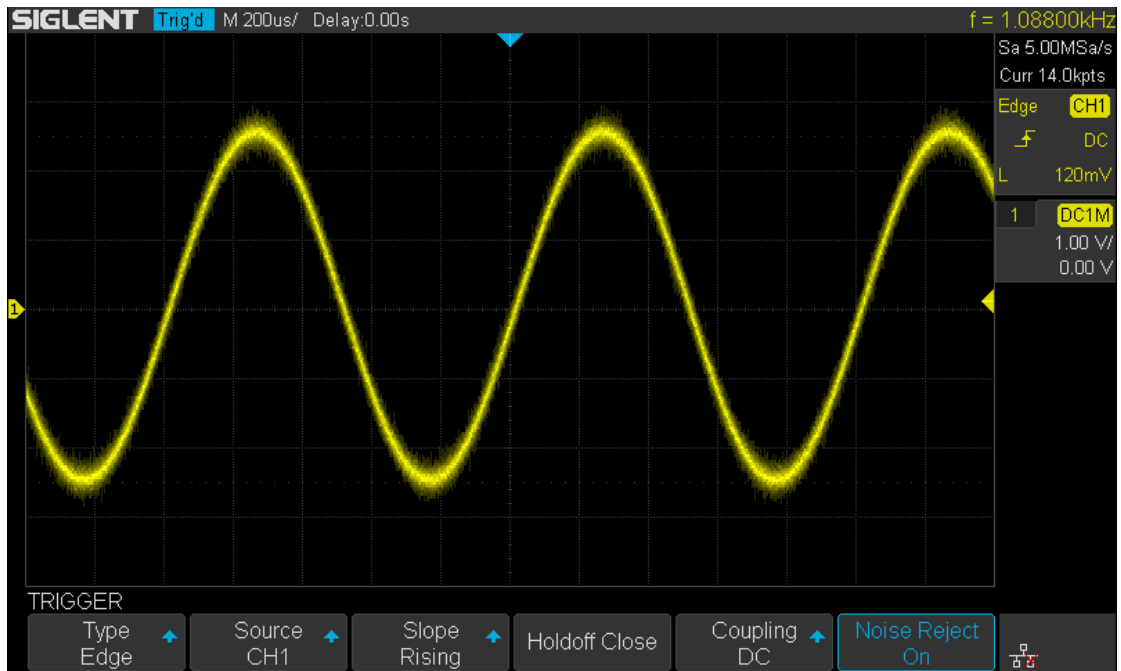 SIGLENT Trig'd M 200us/ Delay:0.00s f = 1.08800kHz
Sa 5.00MSa/s
Curr 14.0kpts
Edge CH1
DC
L 120mV
1 DC1M
1.00 V/
0.00 V
1
TRIGGER
Type Source Slope Holdoff Close Coupling Noise Reject
Edge CH1 Rising DC On